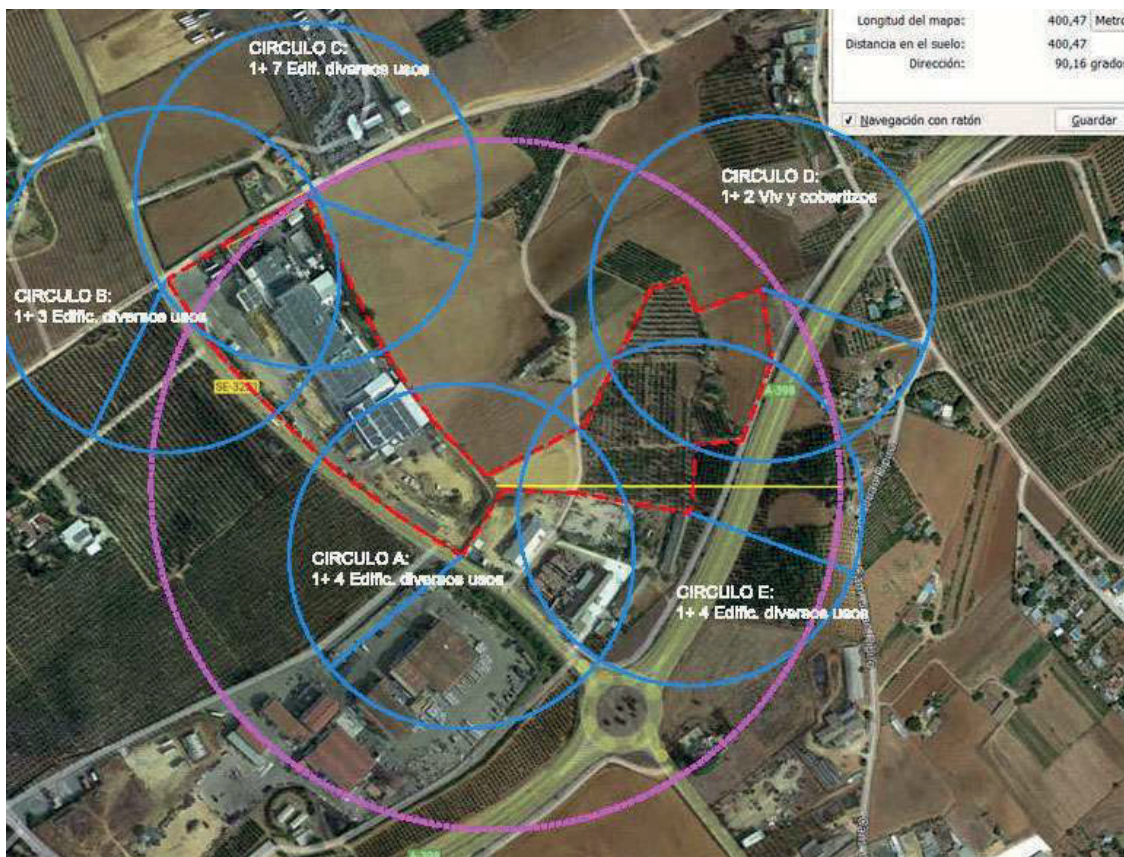 Longitud del mapa: 400,47 Metro
Distancia en el suelo: 400,47
Dirección: 90,16 grados
Navegación con ratón Guardar
CIRCULO C:
1+ 7 Edif. diversos usos
CIRCULO D:
1+ 2 Viv y cobertizos
CIRCULO B:
1+ 3 Edific. diversos usos
A-398
CIRCULO A:
1+ 4 Edific. diversos usos
CIRCULO E:
1+ 4 Edific. diversos usos
A-398